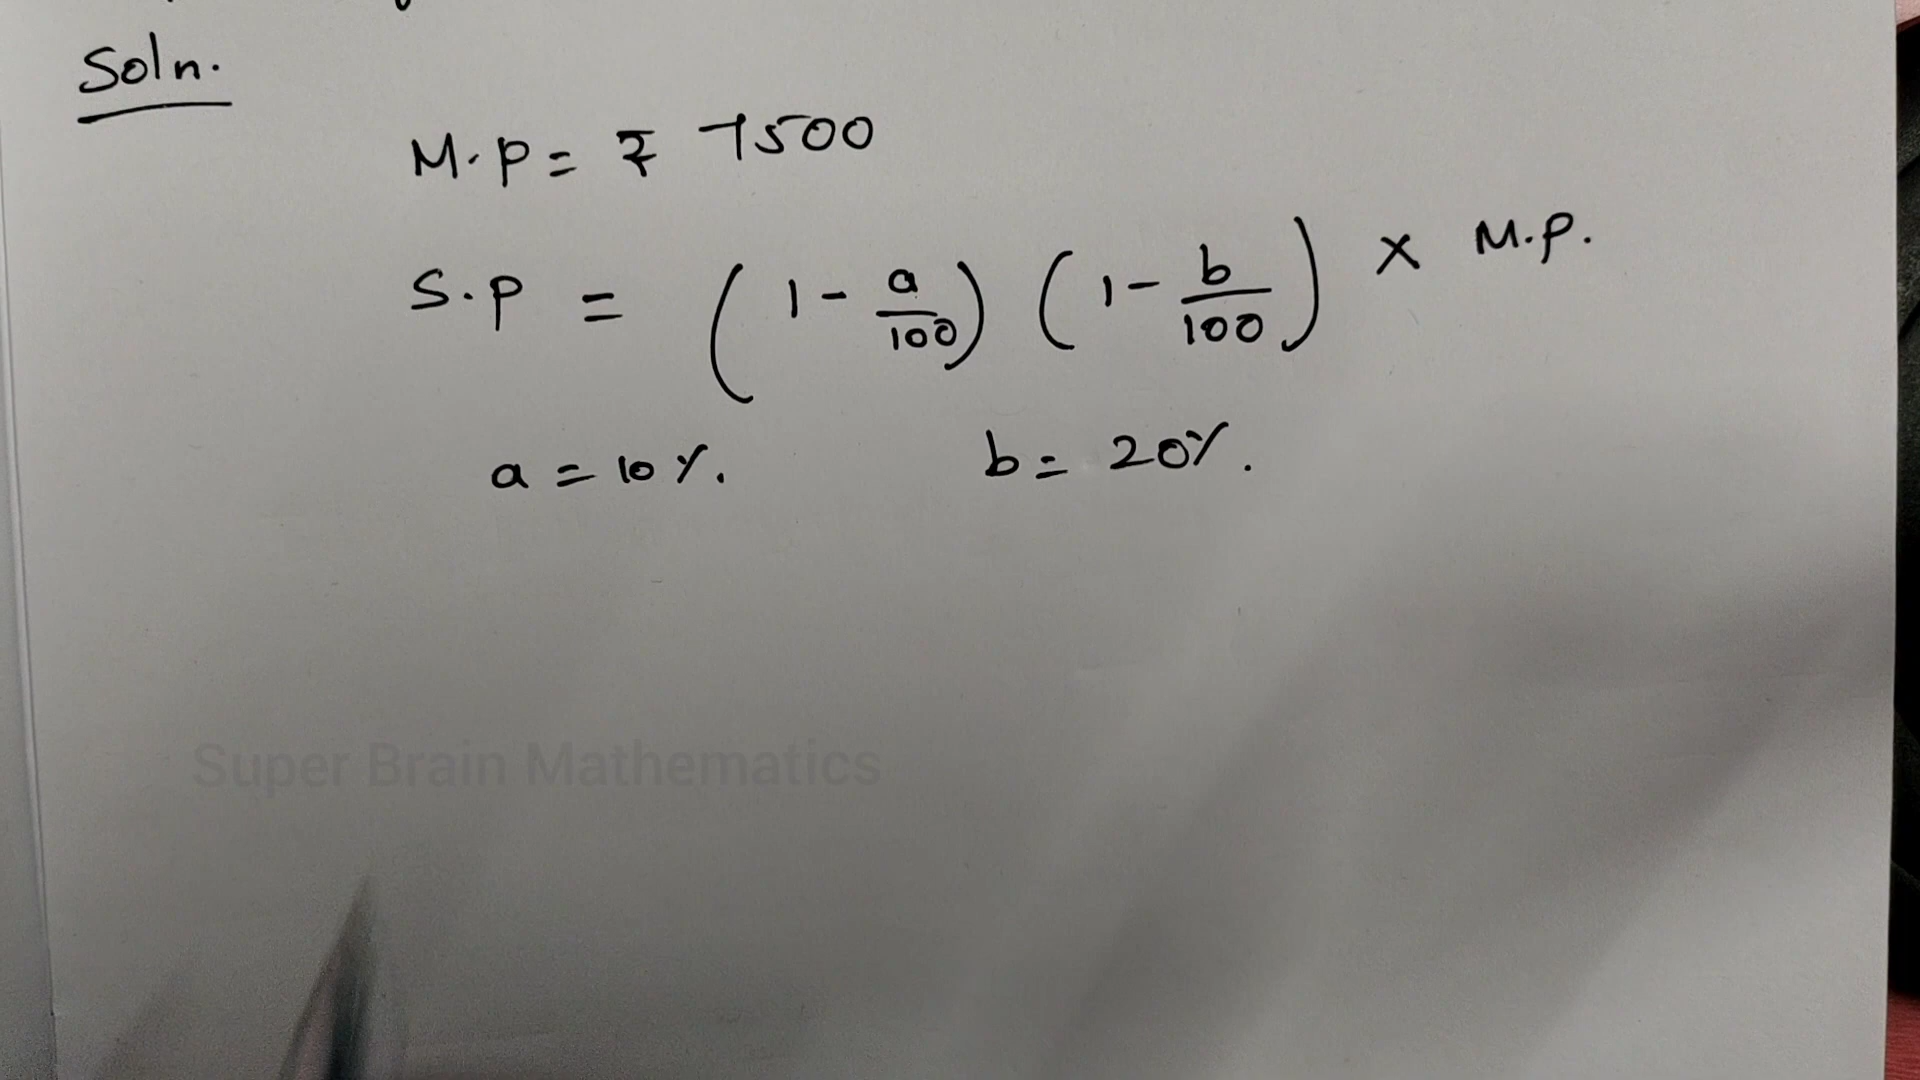 Soln.
M.P = ₹ 7500
S.P = (1 - a/100) (1 - b/100) × M.P.
a = 10%. b = 20%.
Super Brain Mathematics